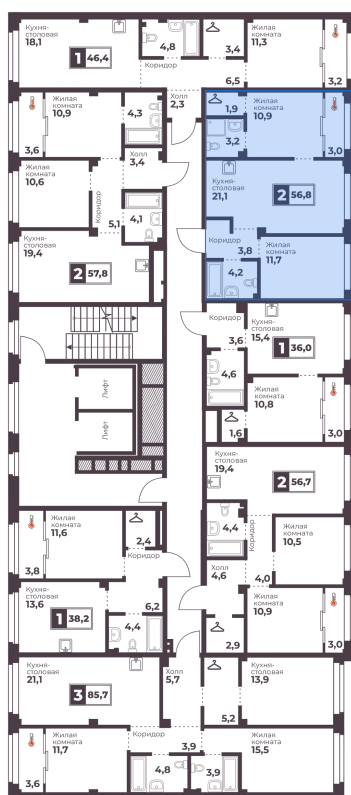 Кухня-
столовая
18,1
1 46,4
4,8
3,4
Жилая
комната
11,3
Коридор
6,5
3,2
Жилая
комната
10,9
3,6
4,3
Холл
2,3
1,9
Жилая
комната
10,9
3,2
3,0
Жилая
комната
10,6
Холл
3,4
Коридор
5,1
4,1
Кухня-
столовая
21,1
2 56,8
Кухня-
столовая
19,4
2 57,8
Коридор
3,8
4,2
Жилая
комната
11,7
Коридор
3,6
Кухня-
столовая
15,4
1 36,0
4,6
Лифт
Лифт
Жилая
комната
10,8
1,6
3,0
Кухня-
столовая
19,4
2 56,7
Жилая
комната
11,6
3,8
2,4
Коридор
6,2
4,4
Коридор
4,0
Жилая
комната
10,5
Холл
4,6
Кухня-
столовая
13,6
1 38,2
4,4
Жилая
комната
10,9
2,9
3,0
Кухня-
столовая
21,1
3 85,7
Холл
5,7
5,2
Жилая
комната
13,9
Жилая
комната
11,7
3,6
Коридор
3,9
4,8
3,9
Жилая
комната
15,5